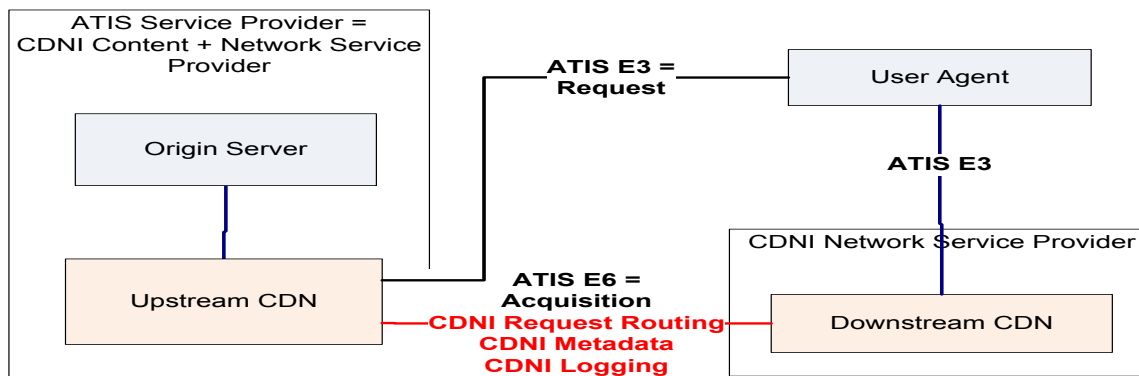 ATIS Service Provider =
CDNI Content + Network Service
Provider
Origin Server
Upstream CDN
ATIS E3 =
Request
User Agent
ATIS E3
CDNI Network Service Provider
Downstream CDN
ATIS E6 =
Acquisition
CDNI Request Routing
CDNI Metadata
CDNI Logging